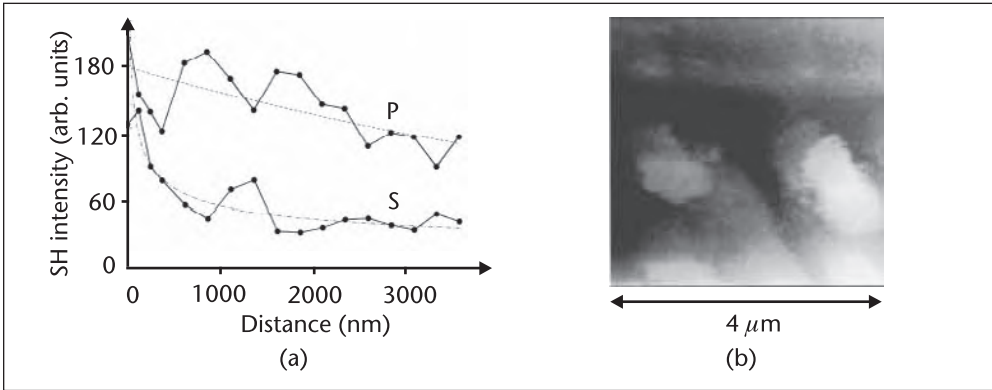 SH intensity (arb. units)
180
120
60
0
P
S
0 1000 2000 3000
Distance (nm)
(a)
4 μm
(b)